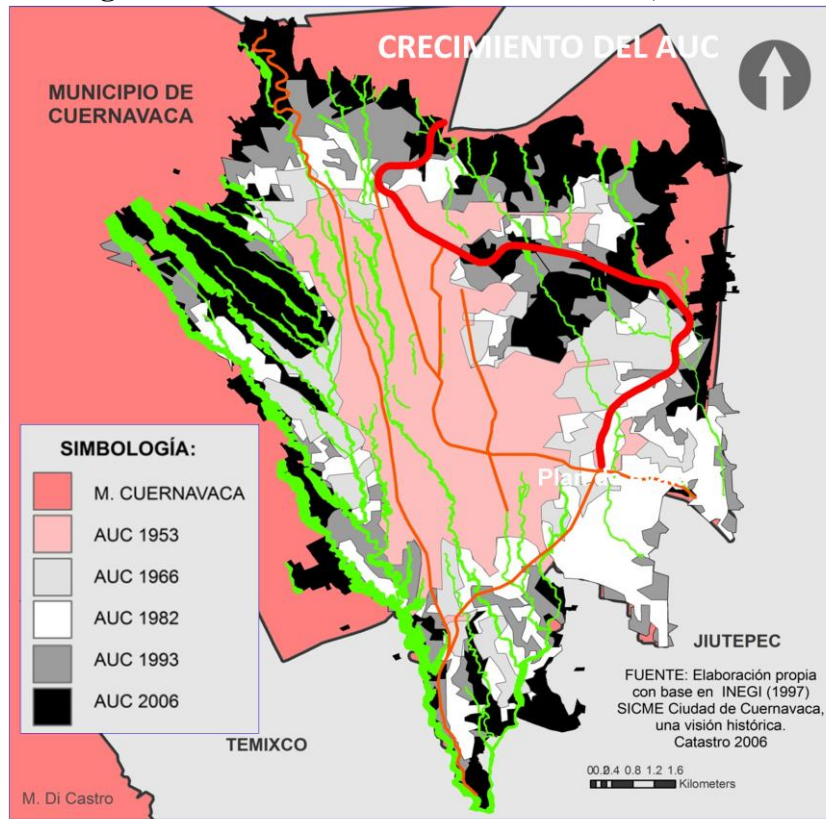 CRECIMIENTO DEL AUC
MUNICIPIO DE
CUERNAVACA
SIMBOLOGÍA:
M. CUERNAVACA
AUC 1953
AUC 1966
AUC 1982
AUC 1993
AUC 2006
JIUTEPEC
FUENTE: Elaboración propia
con base en INEGI (1997)
SICME Ciudad de Cuernavaca,
una visión histórica.
Catastro 2006
TEMIXCO
0.4 0.8 1.2 1.6
Kilometers
M. Di Castro